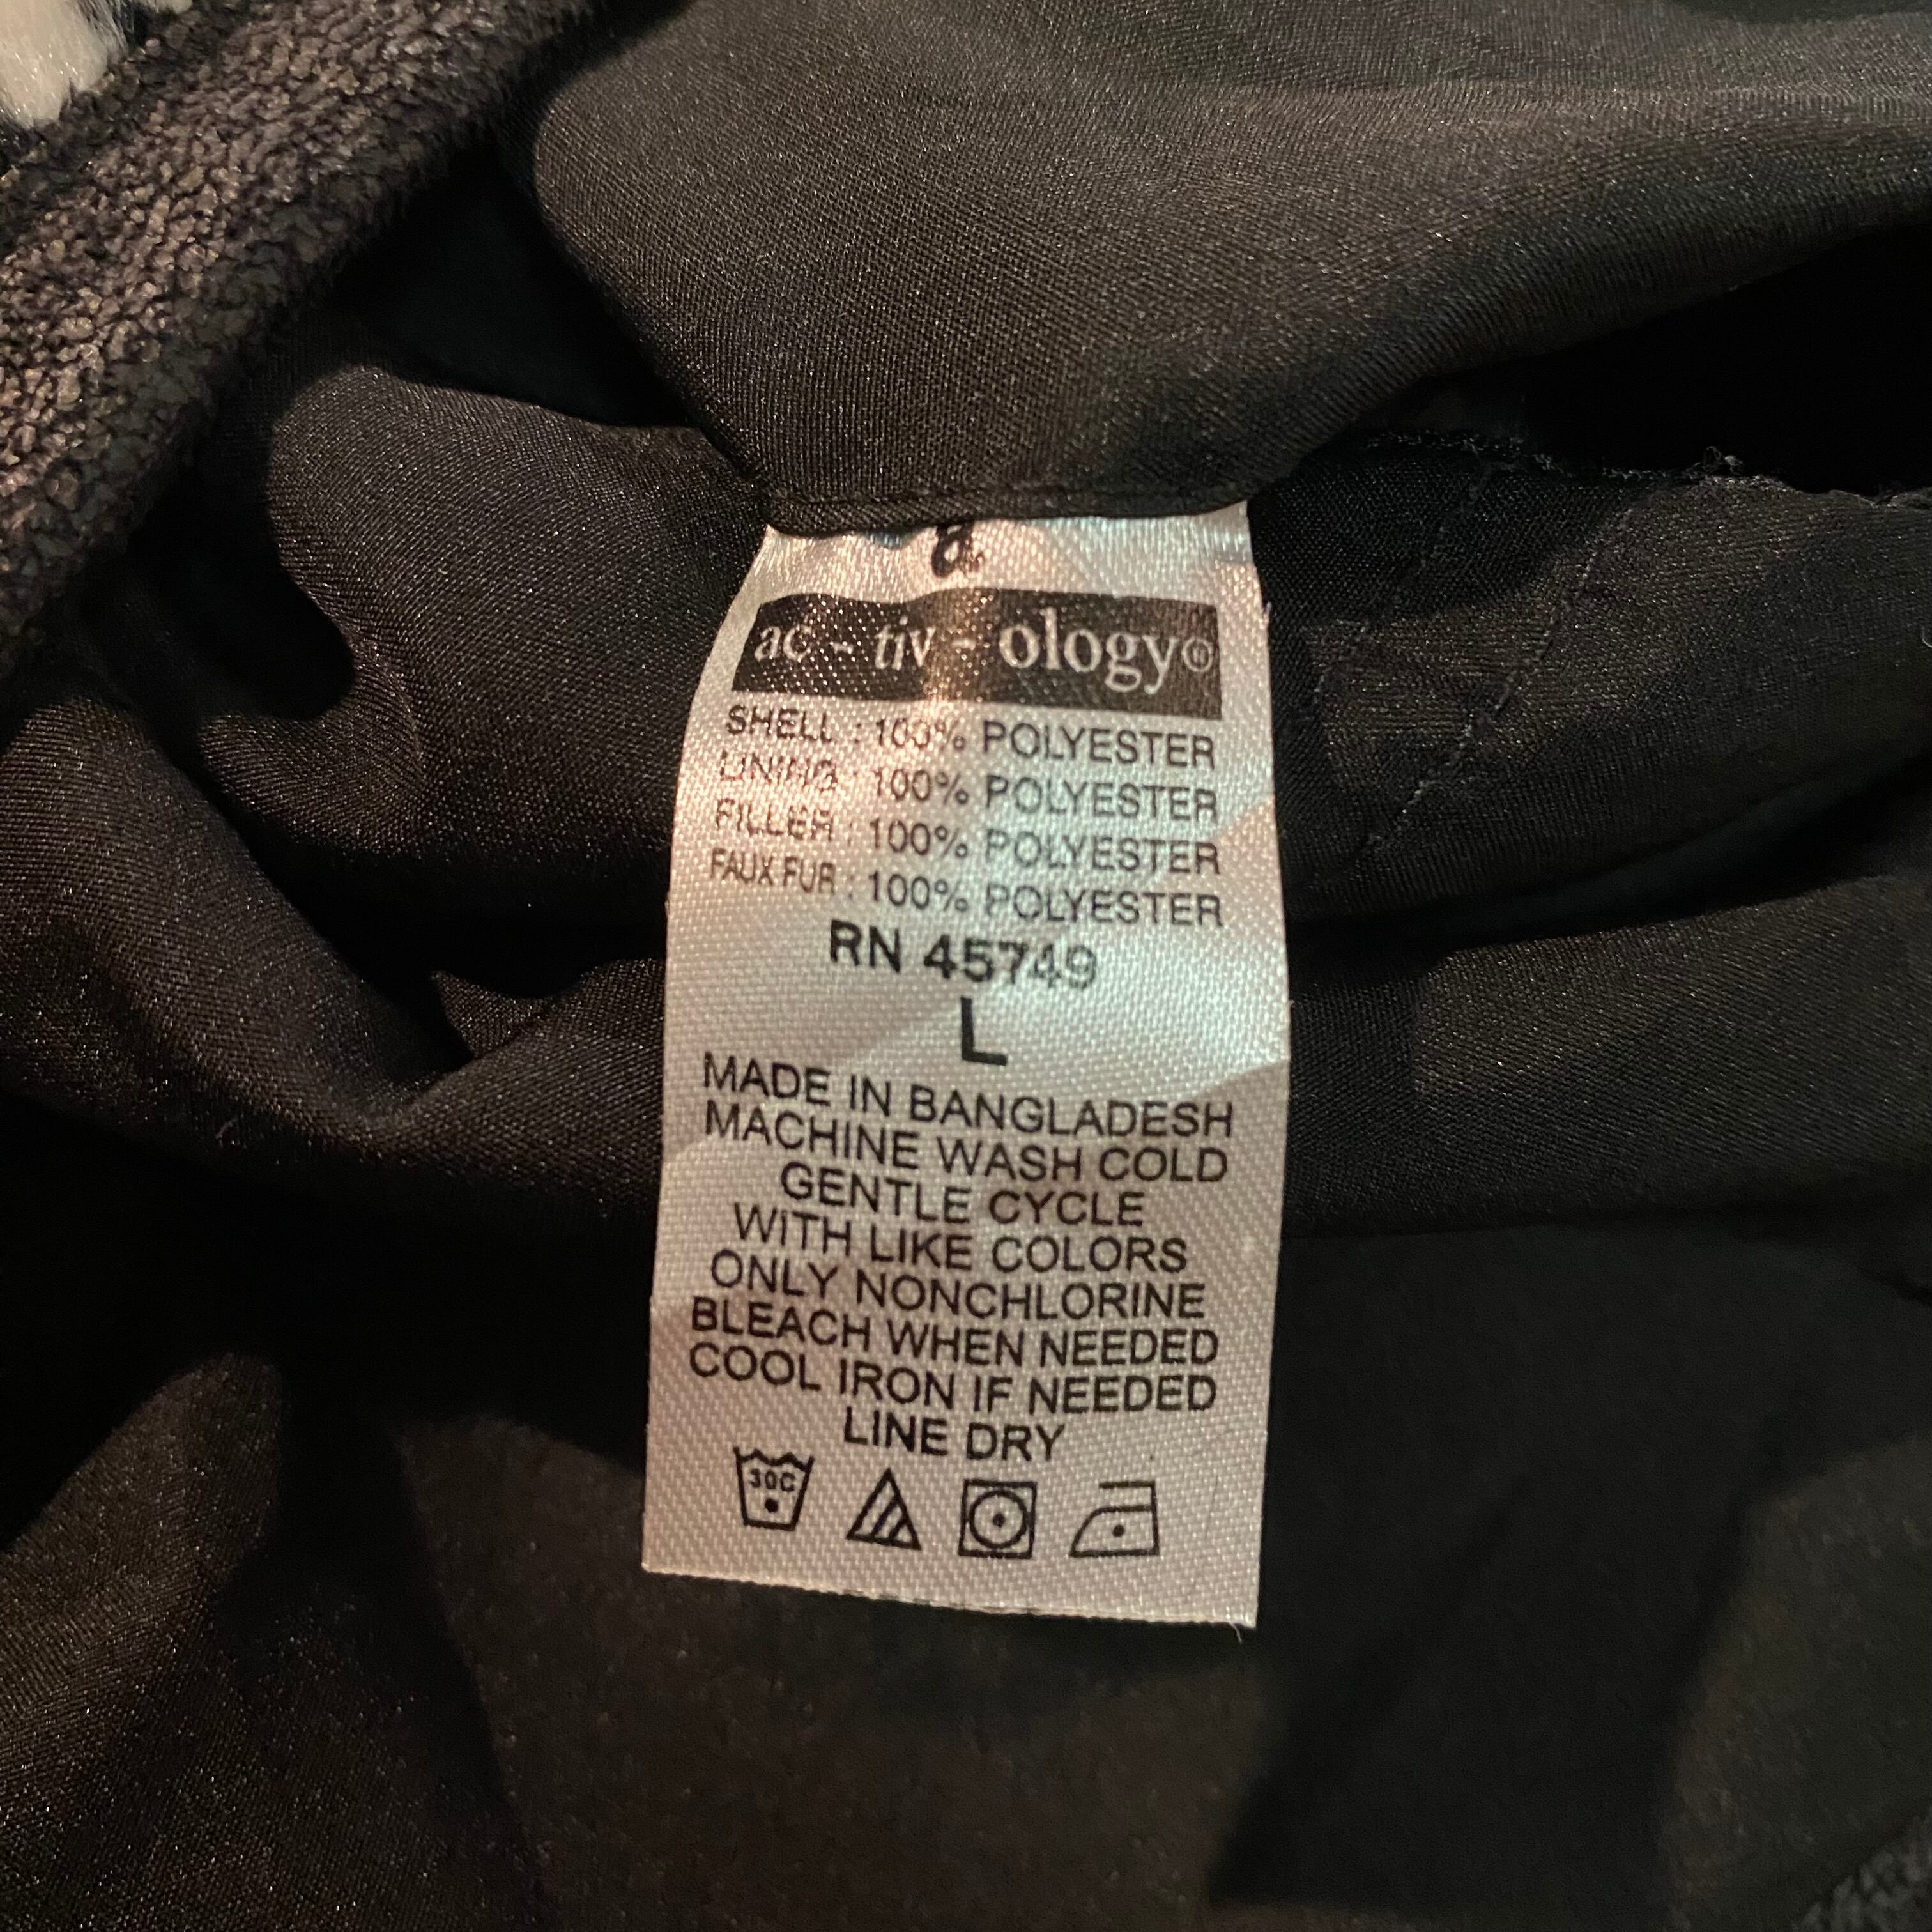 a
ac - tiv - ology®
SHELL : 100% POLYESTER
LINING : 100% POLYESTER
FILLER : 100% POLYESTER
FAUX FUR : 100% POLYESTER
RN 45749
L
MADE IN BANGLADESH
MACHINE WASH COLD
GENTLE CYCLE
WITH LIKE COLORS
ONLY NONCHLORINE
BLEACH WHEN NEEDED
COOL IRON IF NEEDED
LINE DRY
30C